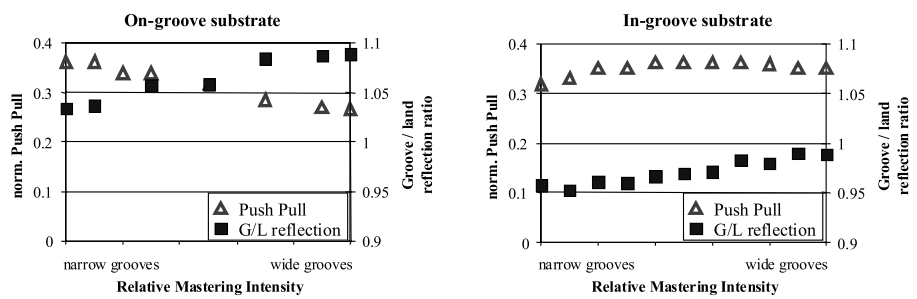 On-groove substrate
0.4
0.3
0.2
0.1
0
norm. Push Pull
1.1
1.05
1
0.95
0.9
Groove / land
reflection ratio
Push Pull
G/L reflection
narrow grooves
wide grooves
Relative Mastering Intensity
In-groove substrate
0.4
0.3
0.2
0.1
0
norm. Push Pull
1.1
1.05
1
0.95
0.9
Groove / land
reflection ratio
Push Pull
G/L reflection
narrow grooves
wide grooves
Relative Mastering Intensity